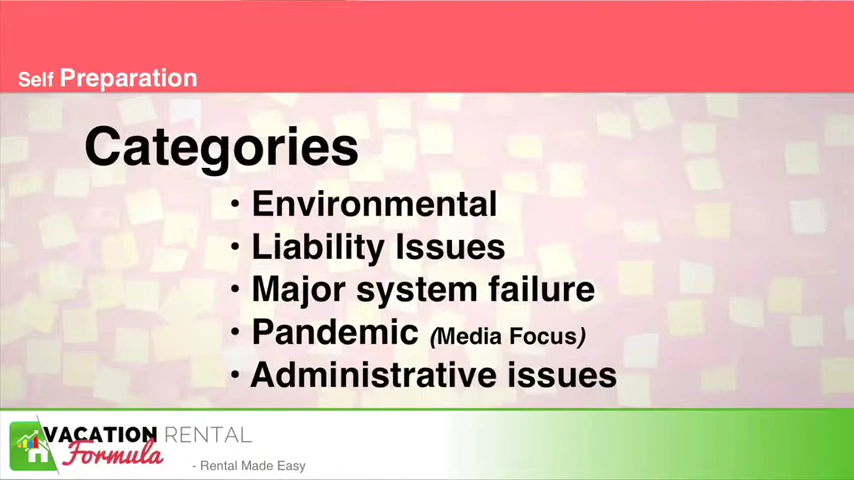 Self Preparation
Categories
• Environmental
• Liability Issues
• Major system failure
• Pandemic (Media Focus)
• Administrative issues
VACATION RENTAL
Formula
- Rental Made Easy